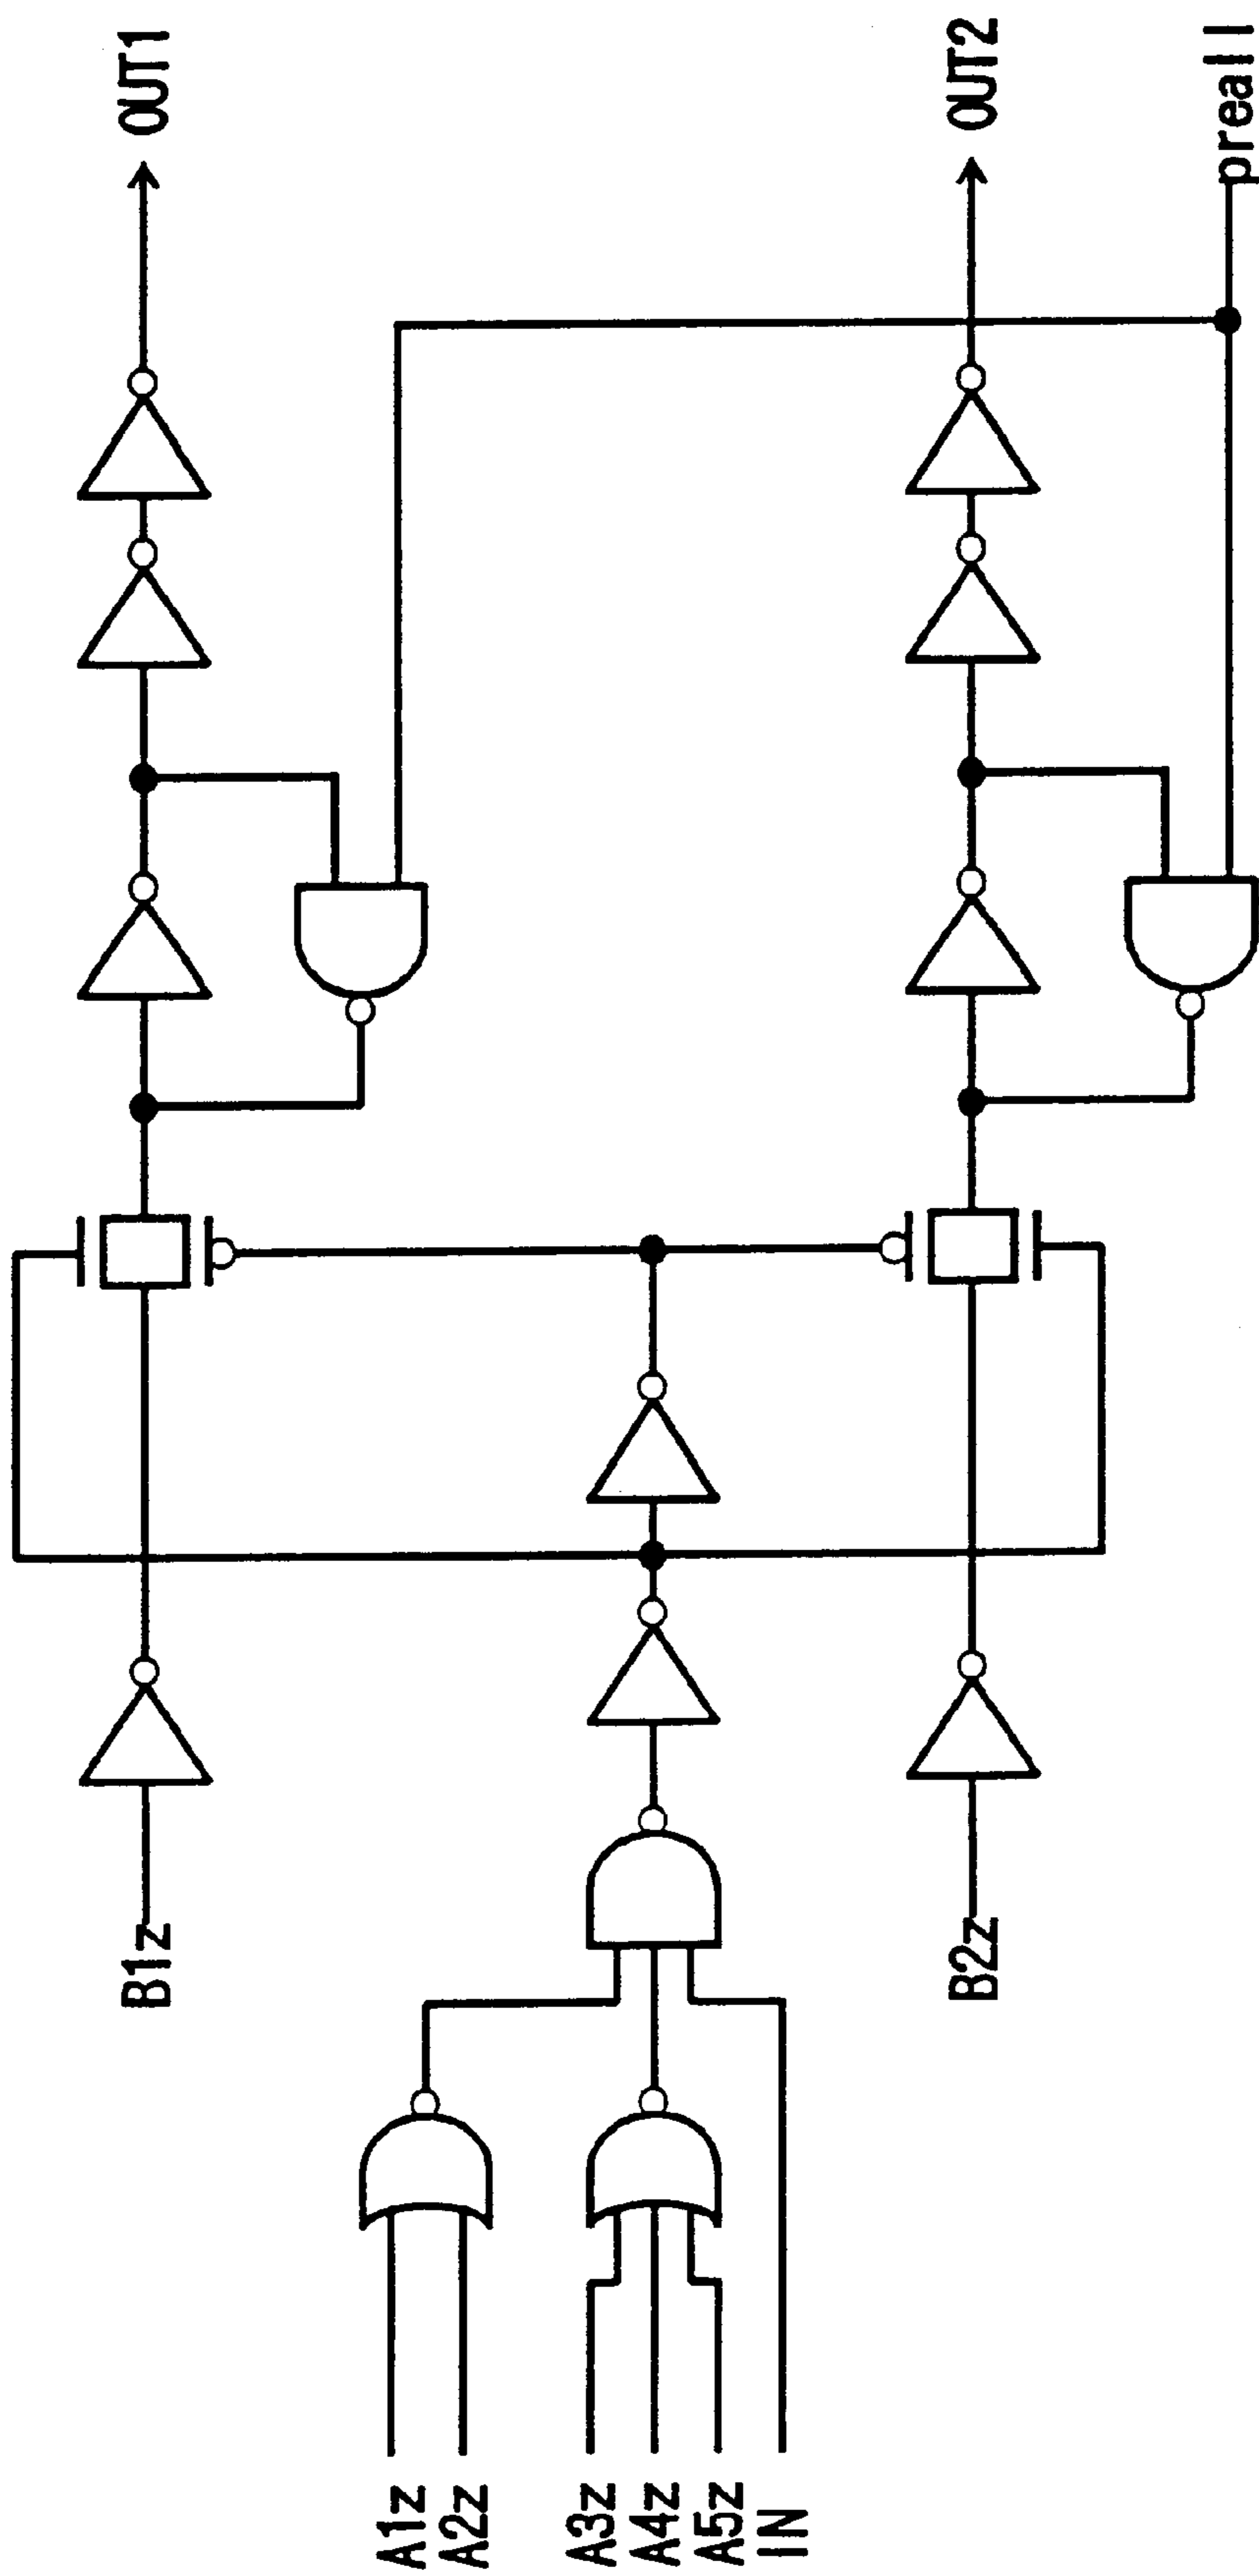 B1z
OUT1
A1z
A2z
A3z
A4z
A5z
IN
B2z
OUT2
preall